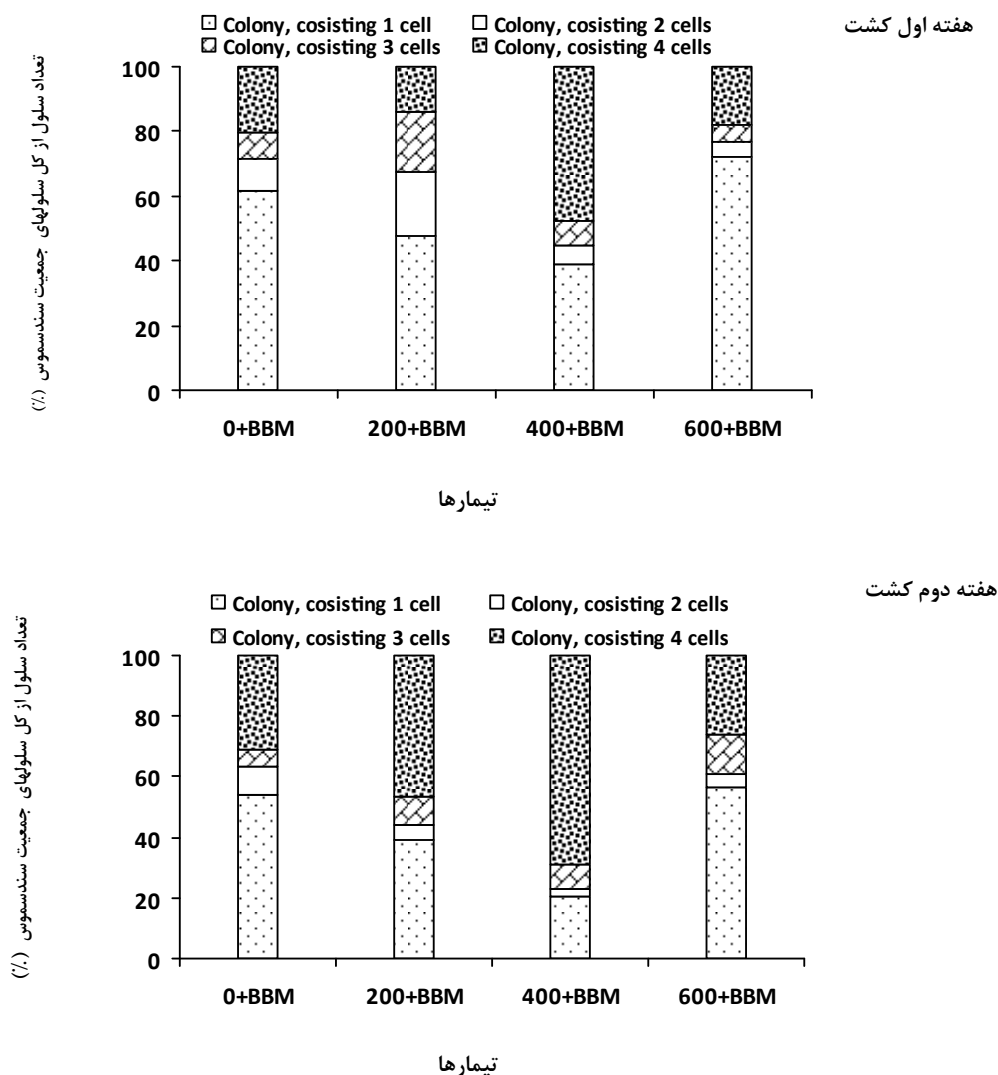 هفته اول کشت
Colony, cosisting 1 cell Colony, cosisting 2 cells
Colony, cosisting 3 cells Colony, cosisting 4 cells
تعداد سلول از کل سلولهای جمعیت سندسموس (٪)
100
80
60
40
20
0
0+BBM 200+BBM 400+BBM 600+BBM
تیمارها
هفته دوم کشت
Colony, cosisting 1 cell Colony, cosisting 2 cells
Colony, cosisting 3 cells Colony, cosisting 4 cells
تعداد سلول از کل سلولهای جمعیت سندسموس (٪)
100
80
60
40
20
0
0+BBM 200+BBM 400+BBM 600+BBM
تیمارها